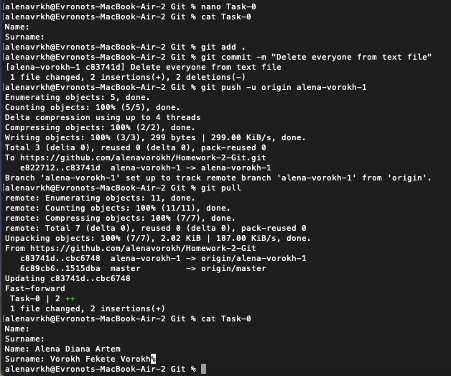 alenavrkh@Evronots-MacBook-Air-2 Git % nano Task-0
alenavrkh@Evronots-MacBook-Air-2 Git % cat Task-0
Name:
Surname:
alenavrkh@Evronots-MacBook-Air-2 Git % git add .
alenavrkh@Evronots-MacBook-Air-2 Git % git commit -m "Delete everyone from text file"
[alena-vorokh-1 c83741d] Delete everyone from text file
1 file changed, 2 insertions(+), 2 deletions(-)
alenavrkh@Evronots-MacBook-Air-2 Git % git push -u origin alena-vorokh-1
Enumerating objects: 5, done.
Counting objects: 100% (5/5), done.
Delta compression using up to 4 threads
Compressing objects: 100% (2/2), done.
Writing objects: 100% (3/3), 299 bytes | 299.00 KiB/s, done.
Total 3 (delta 0), reused 0 (delta 0), pack-reused 0
To https://github.com/alenavorokh/Homework-2-Git.git
e822712..c83741d alena-vorokh-1 -> alena-vorokh-1
Branch 'alena-vorokh-1' set up to track remote branch 'alena-vorokh-1' from 'origin'.
alenavrkh@Evronots-MacBook-Air-2 Git % git pull
remote: Enumerating objects: 11, done.
remote: Counting objects: 100% (11/11), done.
remote: Compressing objects: 100% (7/7), done.
remote: Total 7 (delta 0), reused 0 (delta 0), pack-reused 0
Unpacking objects: 100% (7/7), 2.02 KiB | 187.00 KiB/s, done.
From https://github.com/alenavorokh/Homework-2-Git
c83741d..cbc6748 alena-vorokh-1 -> origin/alena-vorokh-1
6c89cb6..1515dba master -> origin/master
Updating c83741d..cbc6748
Fast-forward
Task-0 | 2 ++
1 file changed, 2 insertions(+)
alenavrkh@Evronots-MacBook-Air-2 Git % cat Task-0
Name:
Surname:
Name: Alena Diana Artem
Surname: Vorokh Fekete Vorokh%
alenavrkh@Evronots-MacBook-Air-2 Git %